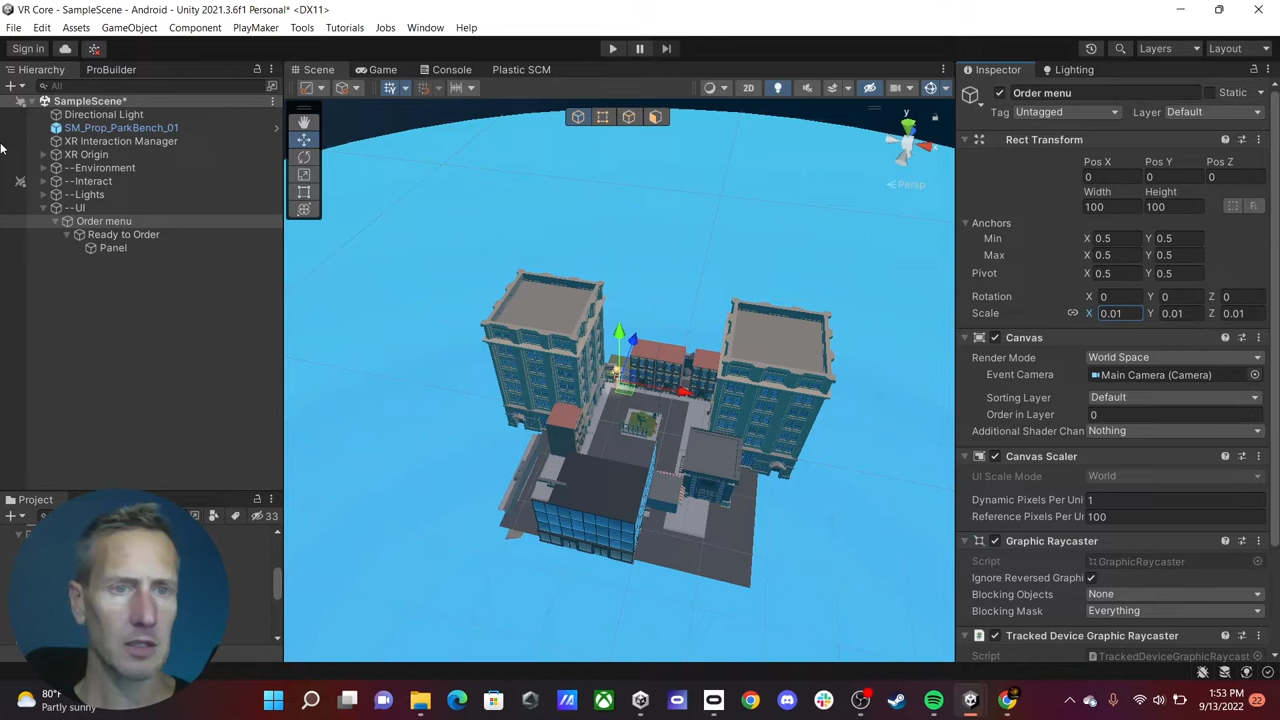 VR Core - SampleScene - Android - Unity 2021.3.6f1 Personal* <DX11>
File Edit Assets GameObject Component PlayMaker Tools Tutorials Jobs Window Help
Sign in Layers Layout
Hierarchy ProBuilder Scene Game Console Plastic SCM Inspector Lighting
All
2D
SampleScene*
Directional Light
SM_Prop_ParkBench_01
XR Interaction Manager
XR Origin
--Environment
--Interact
--Lights
--UI
Order menu
Ready to Order
Panel
y
x
Persp
Order menu Static
Tag Untagged Layer Default
Rect Transform
Pos X Pos Y Pos Z
0 0 0
Width Height
100 100 R
Anchors
Min X 0.5 Y 0.5
Max X 0.5 Y 0.5
Pivot X 0.5 Y 0.5
Rotation X 0 Y 0 Z 0
Scale X 0.01 Y 0.01 Z 0.01
Canvas
Render Mode World Space
Event Camera Main Camera (Camera)
Sorting Layer Default
Order in Layer 0
Additional Shader Chan Nothing
Canvas Scaler
UI Scale Mode World
Dynamic Pixels Per Uni 1
Reference Pixels Per Ur 100
Graphic Raycaster
Script GraphicRaycaster
Ignore Reversed Graphi
Blocking Objects None
Blocking Mask Everything
Tracked Device Graphic Raycaster
Script TrackedDeviceGraphicRaycast
Project
33
80°F
Partly sunny
1:53 PM
9/13/2022
22